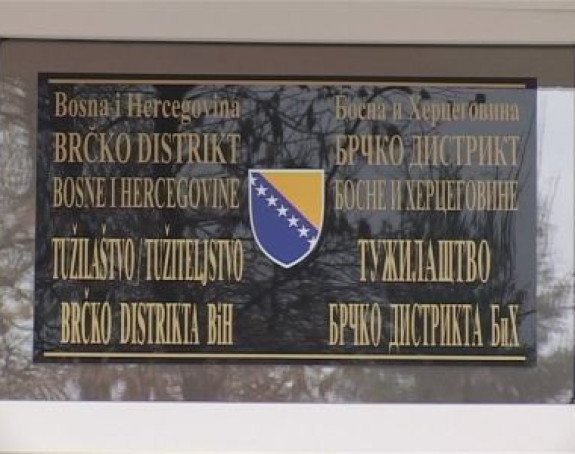 Bosna i Hercegovina
BRČKO DISTRIKT
BOSNE I HERCEGOVINE
TUŽILAŠTVO / TUŽITELJSTVO
BRČKO DISTRIKTA BiH
Босна и Херцеговина
БРЧКО ДИСТРИКТ
БОСНЕ И ХЕРЦЕГОВИНЕ
ТУЖИЛАШТВО
БРЧКО ДИСТРИКТА БиХ